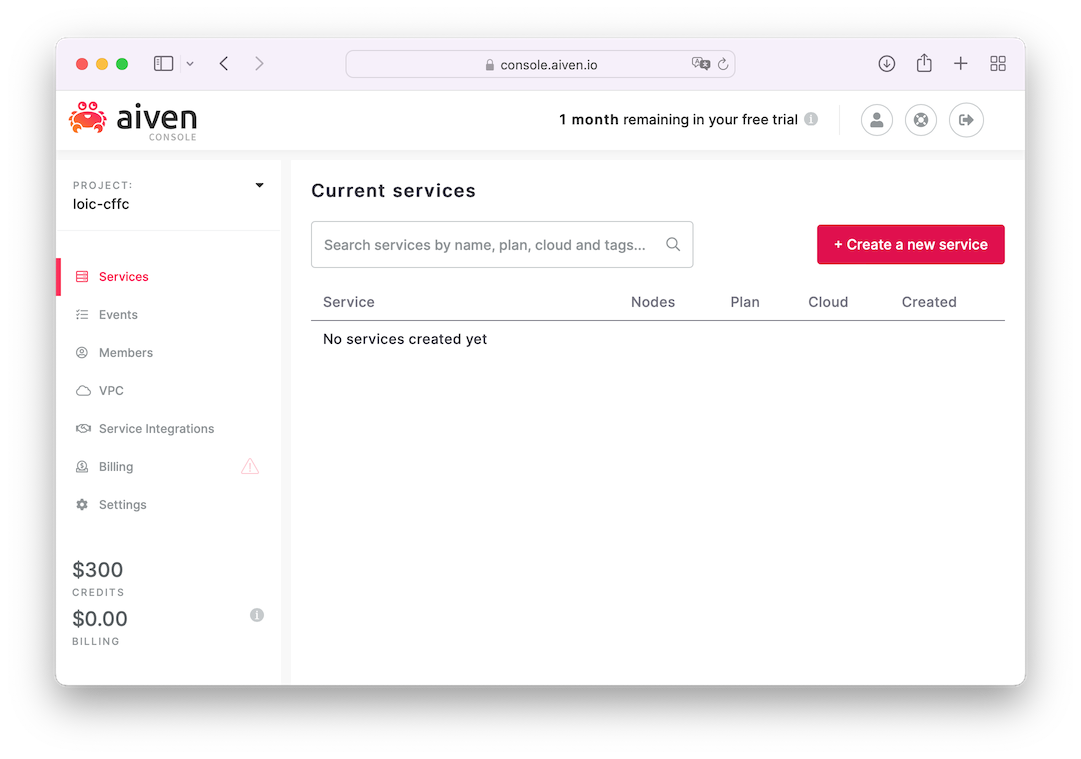 console.aiven.io
aiven
CONSOLE
1 month remaining in your free trial
PROJECT:
loic-cffc
Services
Events
Members
VPC
Service Integrations
Billing
Settings
$300
CREDITS
$0.00
BILLING
Current services
Search services by name, plan, cloud and tags...
+ Create a new service
Service Nodes Plan Cloud Created
No services created yet